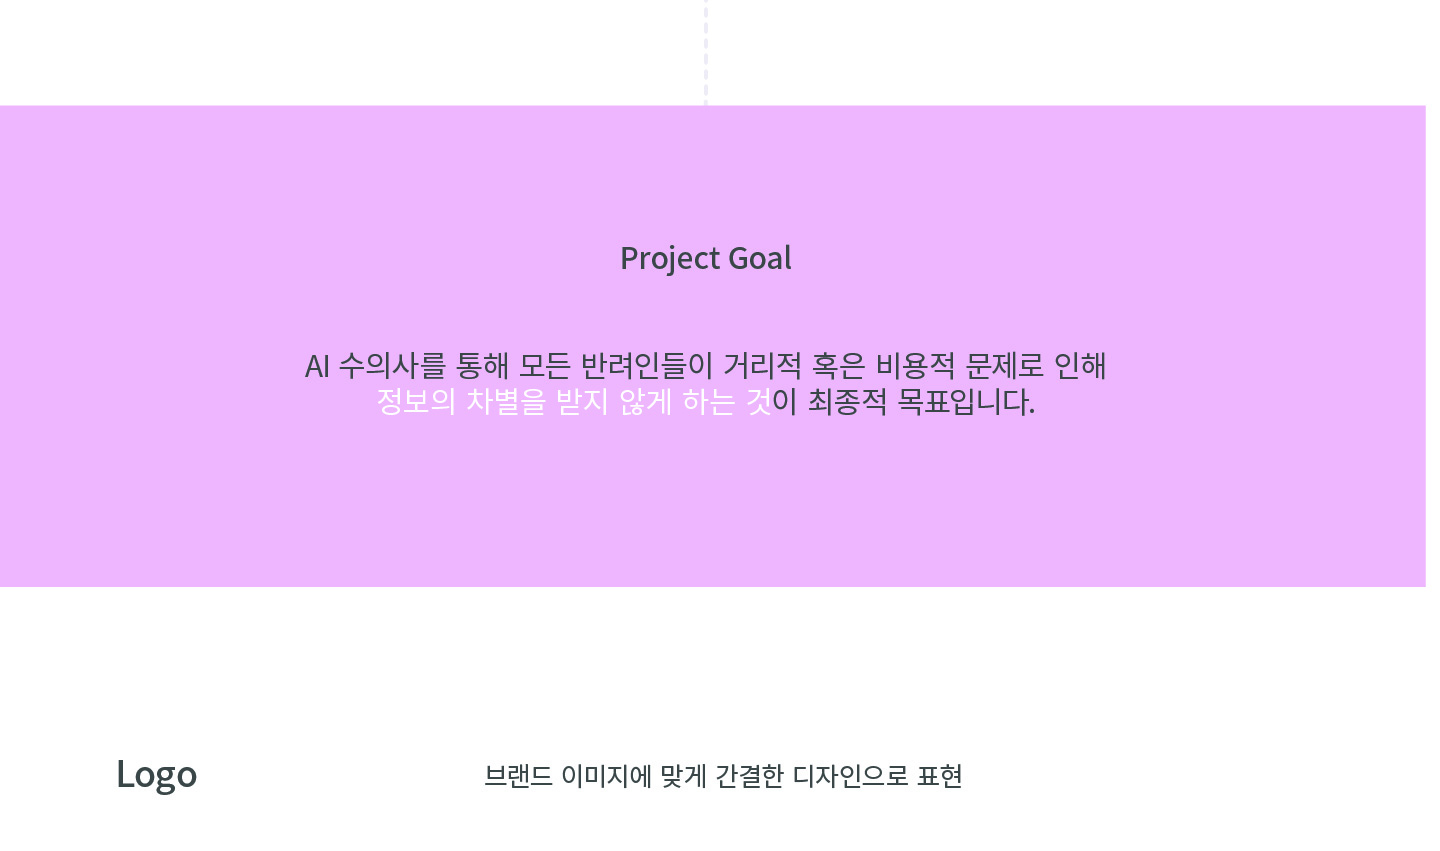 Project Goal
AI 수의사를 통해 모든 반려인들이 거리적 혹은 비용적 문제로 인해
정보의 차별을 받지 않게 하는 것이 최종적 목표입니다.
Logo
브랜드 이미지에 맞게 간결한 디자인으로 표현